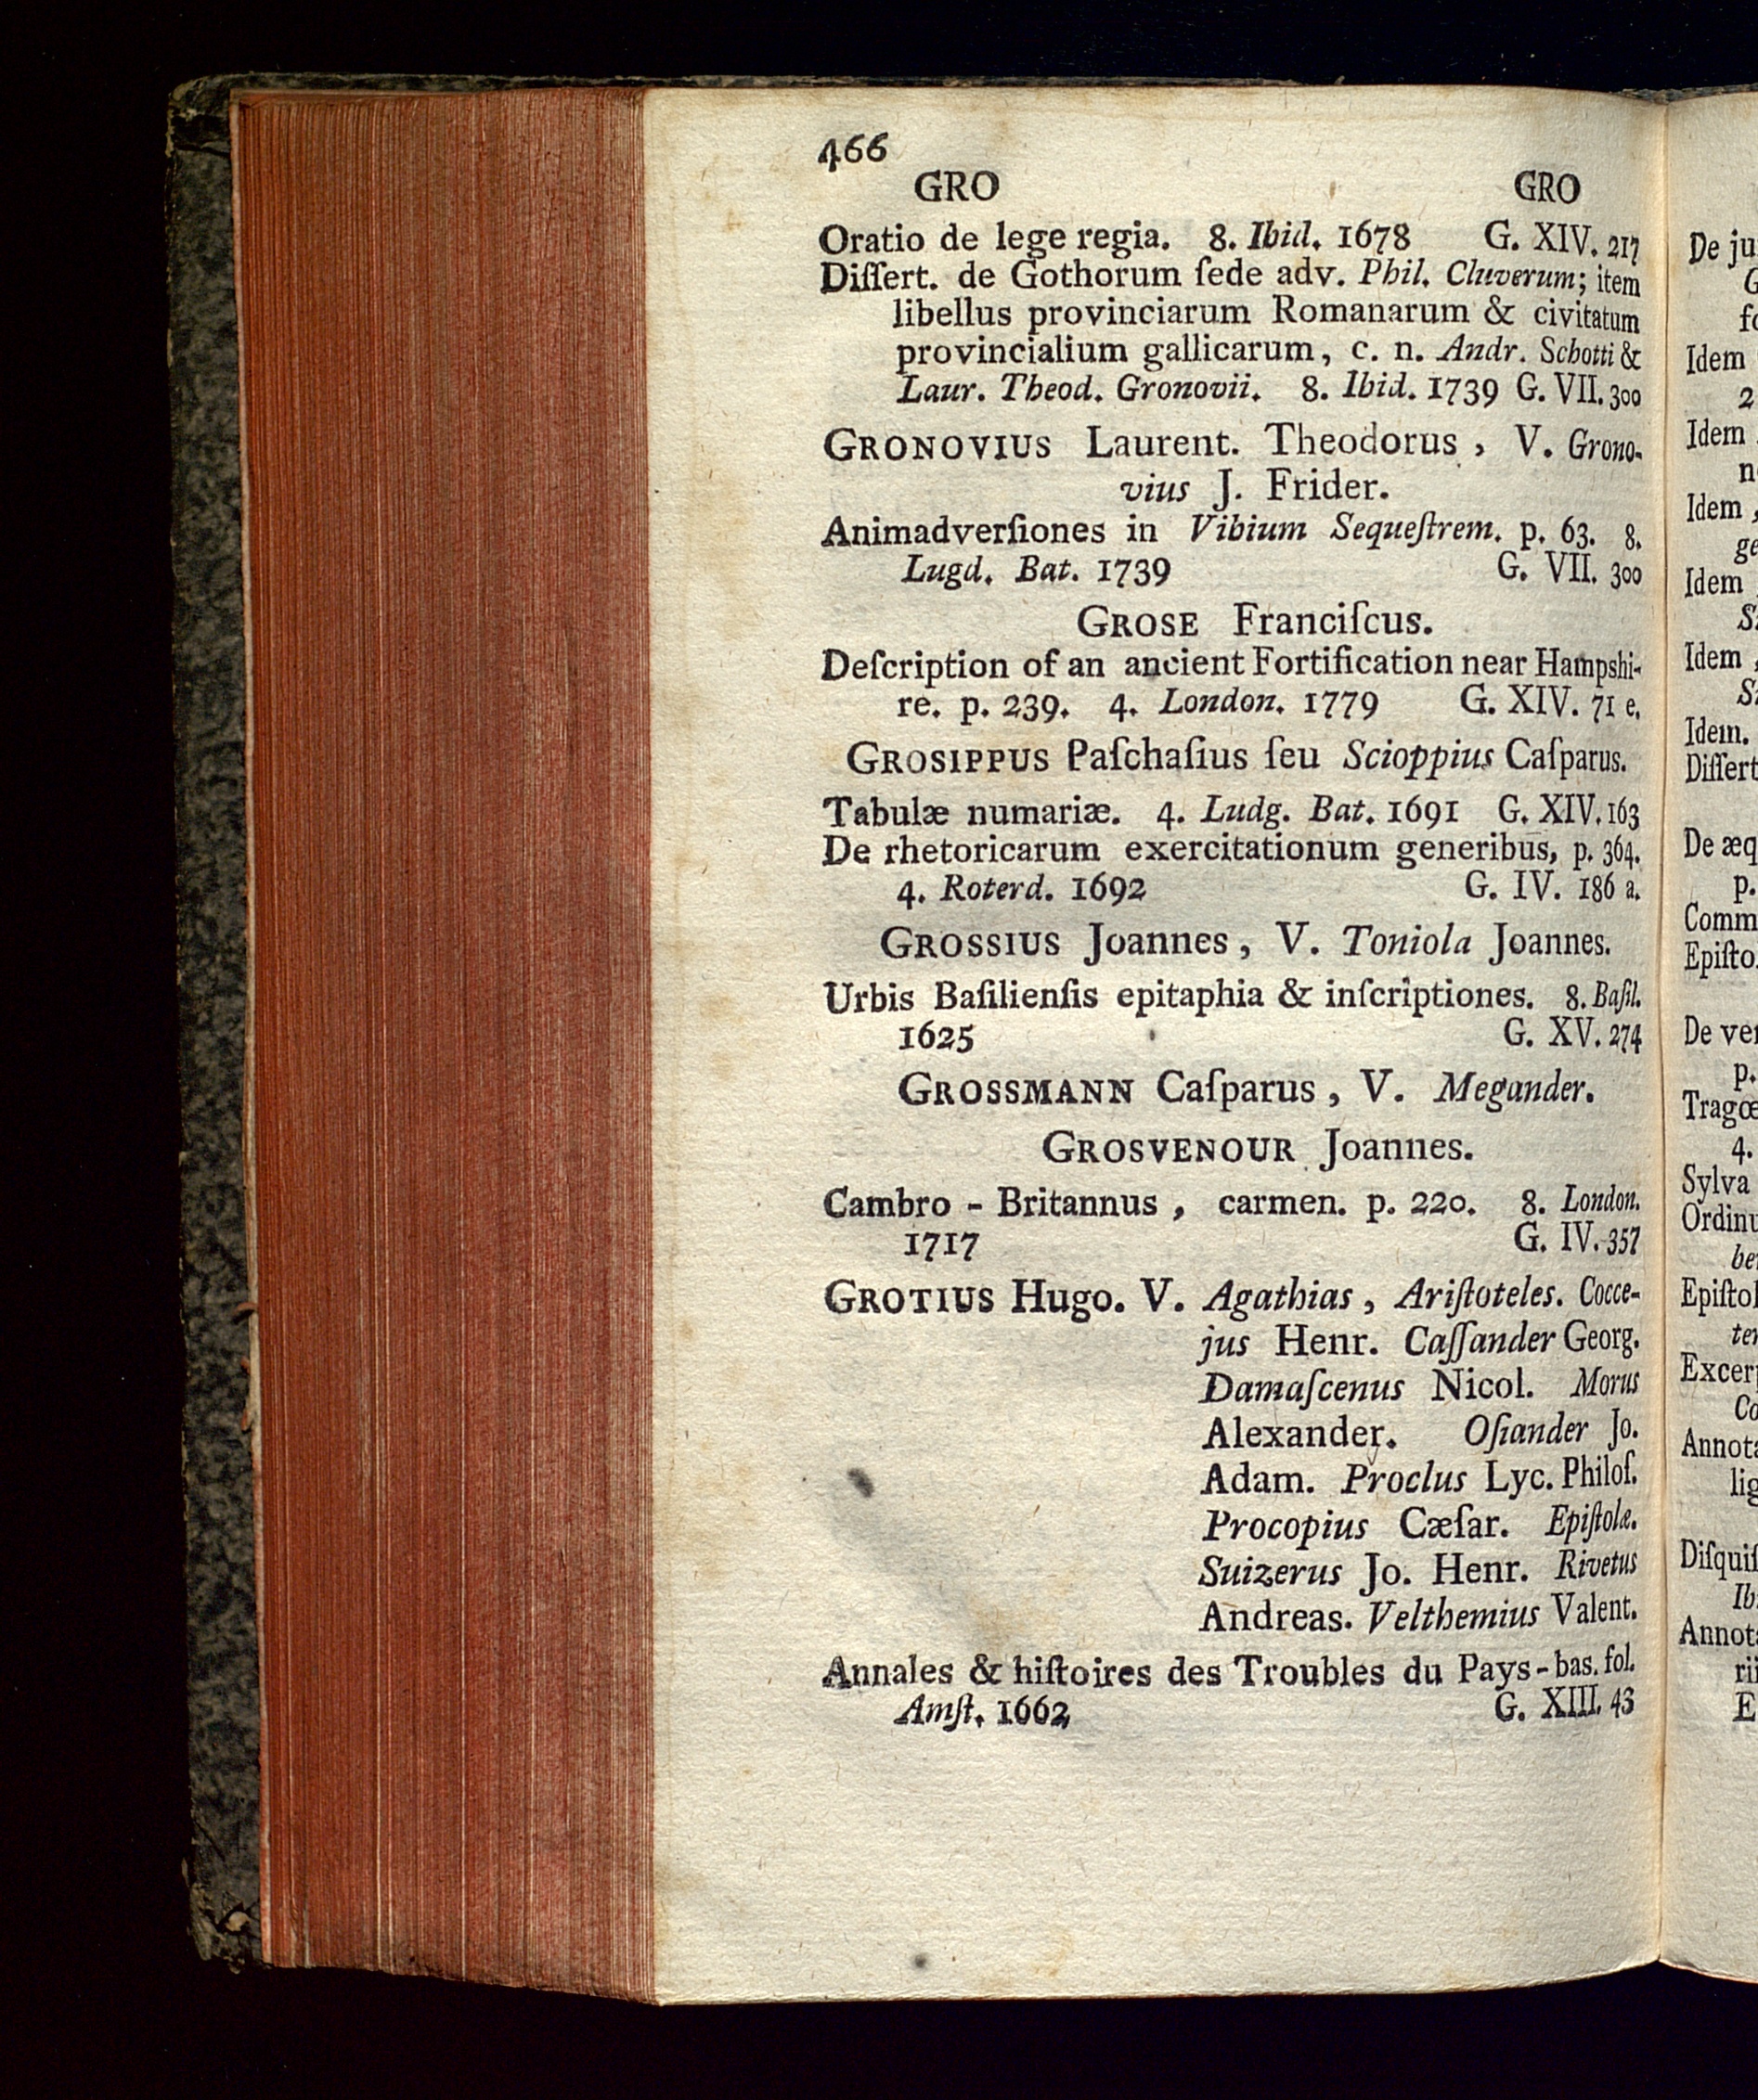 466
GRO GRO
Oratio de lege regia. 8. Ibid. 1678 G. XIV. 217
Diſſert. de Gothorum ſede adv. Phil. Cluverum; item
libellus provinciarum Romanarum & civitatum
provincialium gallicarum, c. n. Andr. Schotti &
Laur. Theod. Gronovii. 8. Ibid. 1739 G. VII. 300
GRONOVIUS Laurent. Theodorus, V. Grono-
vius J. Frider.
Animadverſiones in Vibium Sequeſtrem. p. 63. 8.
Lugd. Bat. 1739 G. VII. 300
GROSE Franciſcus.
Deſcription of an ancient Fortification near Hampshi-
re. p. 239. 4. London. 1779 G. XIV. 71 e.
GROSIPPUS Paſchaſius ſeu Scioppius Caſparus.
Tabulæ numariæ. 4. Ludg. Bat. 1691 G. XIV. 163
De rhetoricarum exercitationum generibus, p. 364.
4. Roterd. 1692 G. IV. 186 a.
GROSSIUS Joannes, V. Toniola Joannes.
Urbis Baſilienſis epitaphia & inſcriptiones. 8. Baſil.
1625 G. XV. 274
GROSSMANN Caſparus, V. Megander.
GROSVENOUR Joannes.
Cambro - Britannus, carmen. p. 220. 8. London.
1717 G. IV. 357
GROTIUS Hugo. V. Agathias, Ariſtoteles. Cocce-
jus Henr. Caſſander Georg.
Damaſcenus Nicol. Morus
Alexander. Oſiander Jo.
Adam. Proclus Lyc. Philoſ.
Procopius Cæſar. Epiſtolæ.
Suizerus Jo. Henr. Rivetus
Andreas. Velthemius Valent.
Annales & hiſtoires des Troubles du Pays-bas. fol.
Amſt. 1662 G. XIII. 43
De ju
Idem
2
Idem
Idem,
Idem
Idem,
Idem.
Diſſert
De æq
p.
Comm
Epiſto
De ver
p.
Tragœ
4.
Sylva
Ordinu
Epiſtol
Excerp
Annota
Diſquiſ
Annota